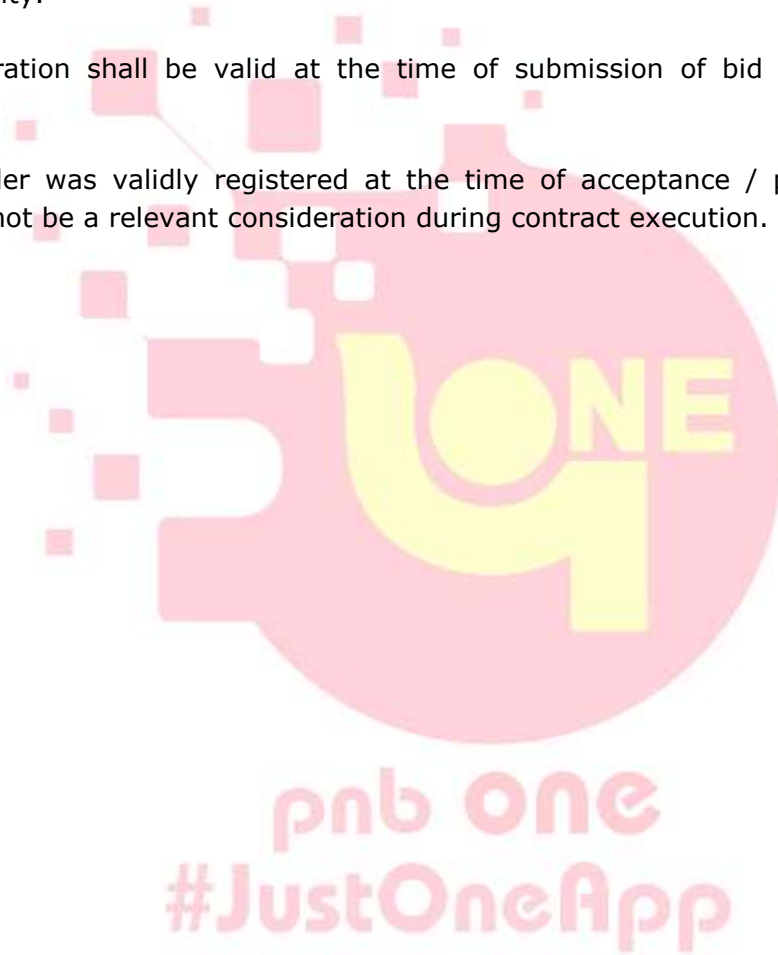 ration shall be valid at the time of submission of bid
ler was validly registered at the time of acceptance /
not be a relevant consideration during contract execution.
ONE
pnb one
#JustOneApp